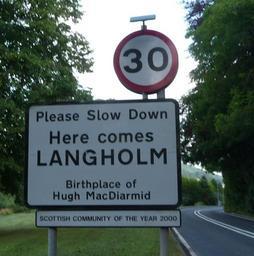 30
Please Slow Down
Here comes
LANGHOLM
Birthplace of
Hugh MacDiarmid
SCOTTISH COMMUNITY OF THE YEAR 2000